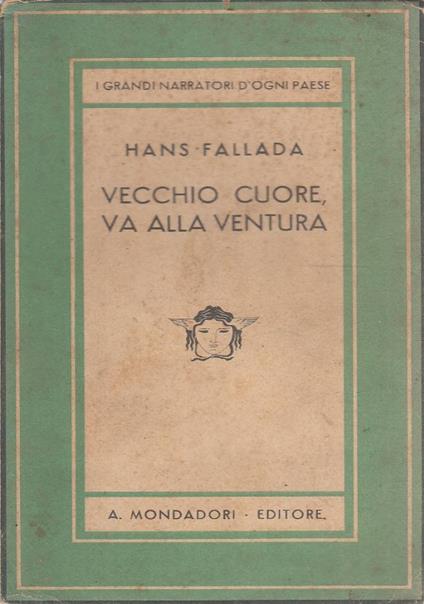 I GRANDI NARRATORI D'OGNI PAESE
HANS FALLADA
VECCHIO CUORE,
VA ALLA VENTURA
A. MONDADORI · EDITORE